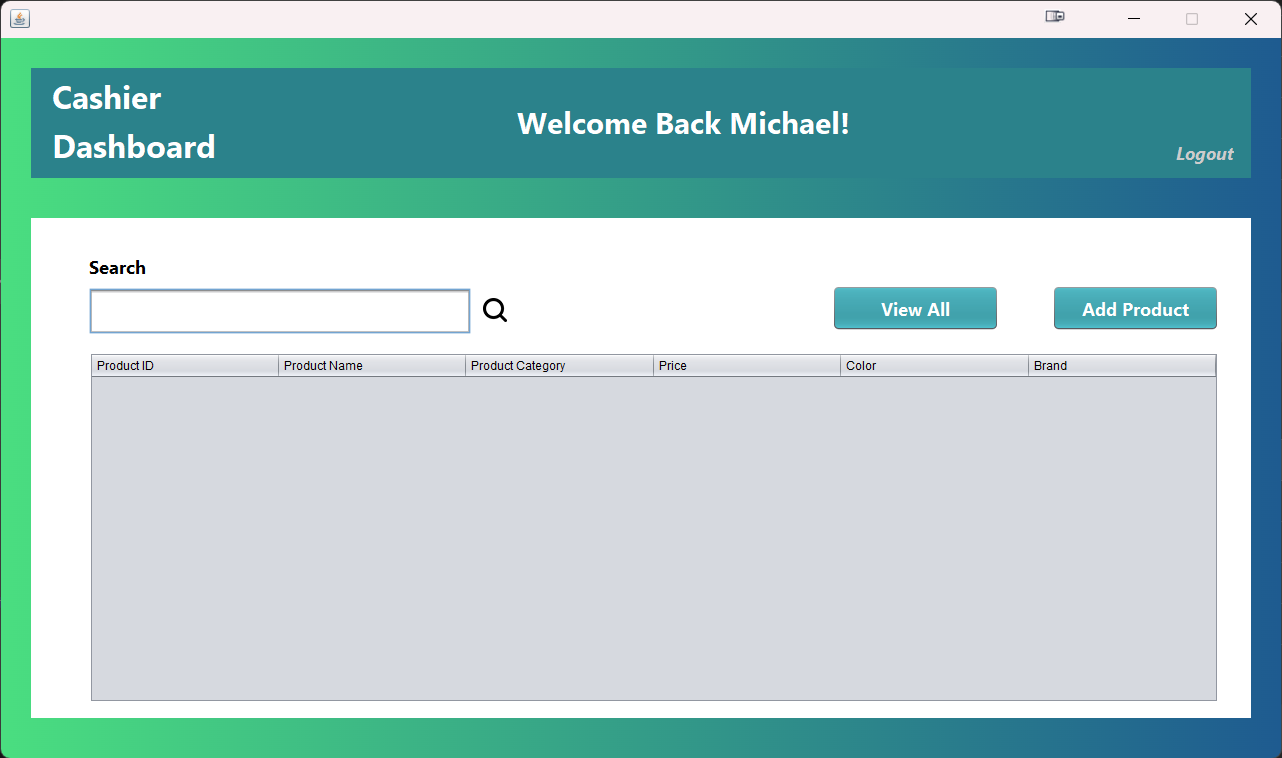 Cashier
Dashboard
Welcome Back Michael!
Logout
Search
View All
Add Product
Product ID Product Name Product Category Price Color Brand